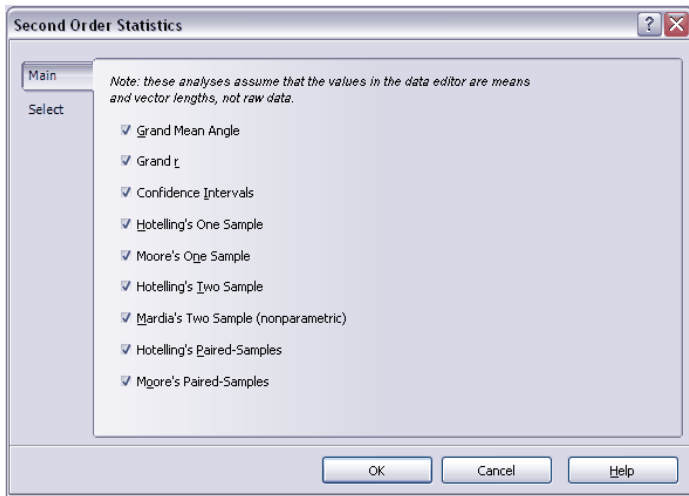 Second Order Statistics
?
Main
Select
Note: these analyses assume that the values in the data editor are means
and vector lengths, not raw data.
Grand Mean Angle
Grand r
Confidence Intervals
Hotelling's One Sample
Moore's One Sample
Hotelling's Two Sample
Mardia's Two Sample (nonparametric)
Hotelling's Paired-Samples
Moore's Paired-Samples
OK
Cancel
Help